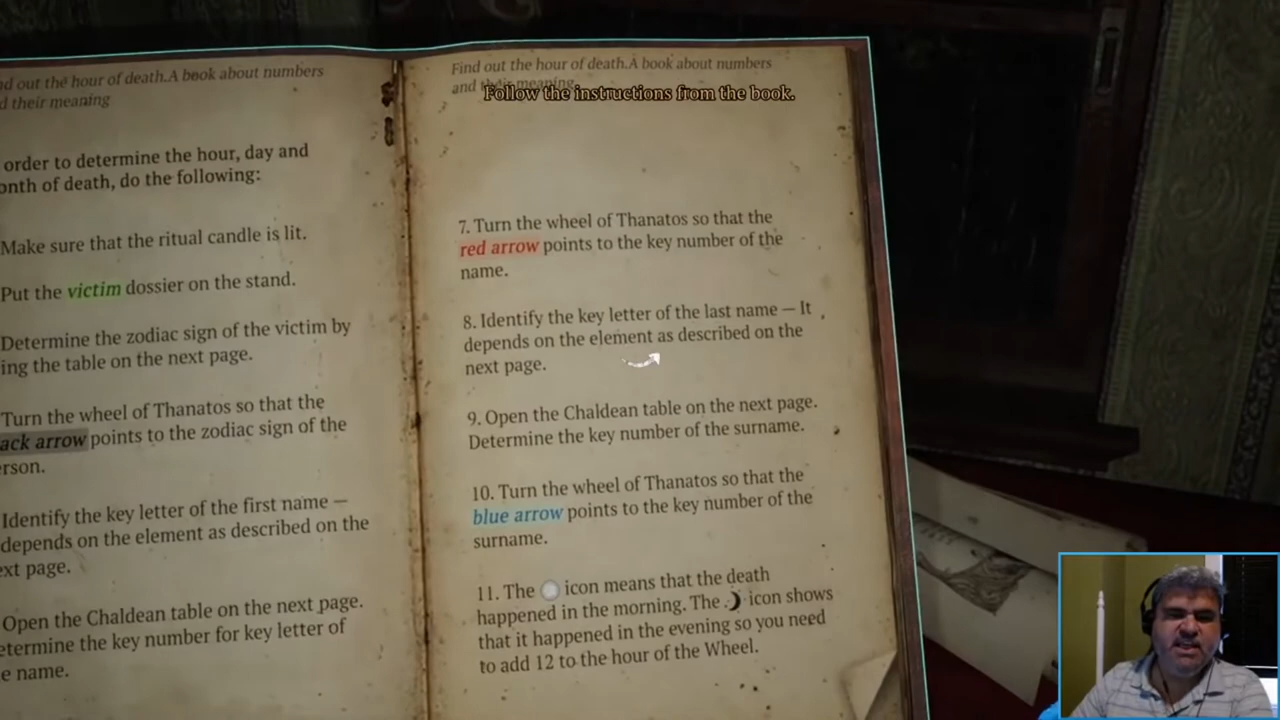 nd out the hour of death.A book about numbers
d their meaning
order to determine the hour, day and
onth of death, do the following:
Make sure that the ritual candle is lit.
Put the victim dossier on the stand.
Determine the zodiac sign of the victim by
ing the table on the next page.
Turn the wheel of Thanatos so that the
ack arrow points to the zodiac sign of the
erson.
Identify the key letter of the first name —
depends on the element as described on the
ext page.
Open the Chaldean table on the next page.
etermine the key number for key letter of
e name.
Find out the hour of death.A book about numbers
and their meaning
Follow the instructions from the book.
7. Turn the wheel of Thanatos so that the
red arrow points to the key number of the
name.
8. Identify the key letter of the last name — It
depends on the element as described on the
next page.
9. Open the Chaldean table on the next page.
Determine the key number of the surname.
10. Turn the wheel of Thanatos so that the
blue arrow points to the key number of the
surname.
11. The icon means that the death
happened in the morning. The icon shows
that it happened in the evening so you need
to add 12 to the hour of the Wheel.